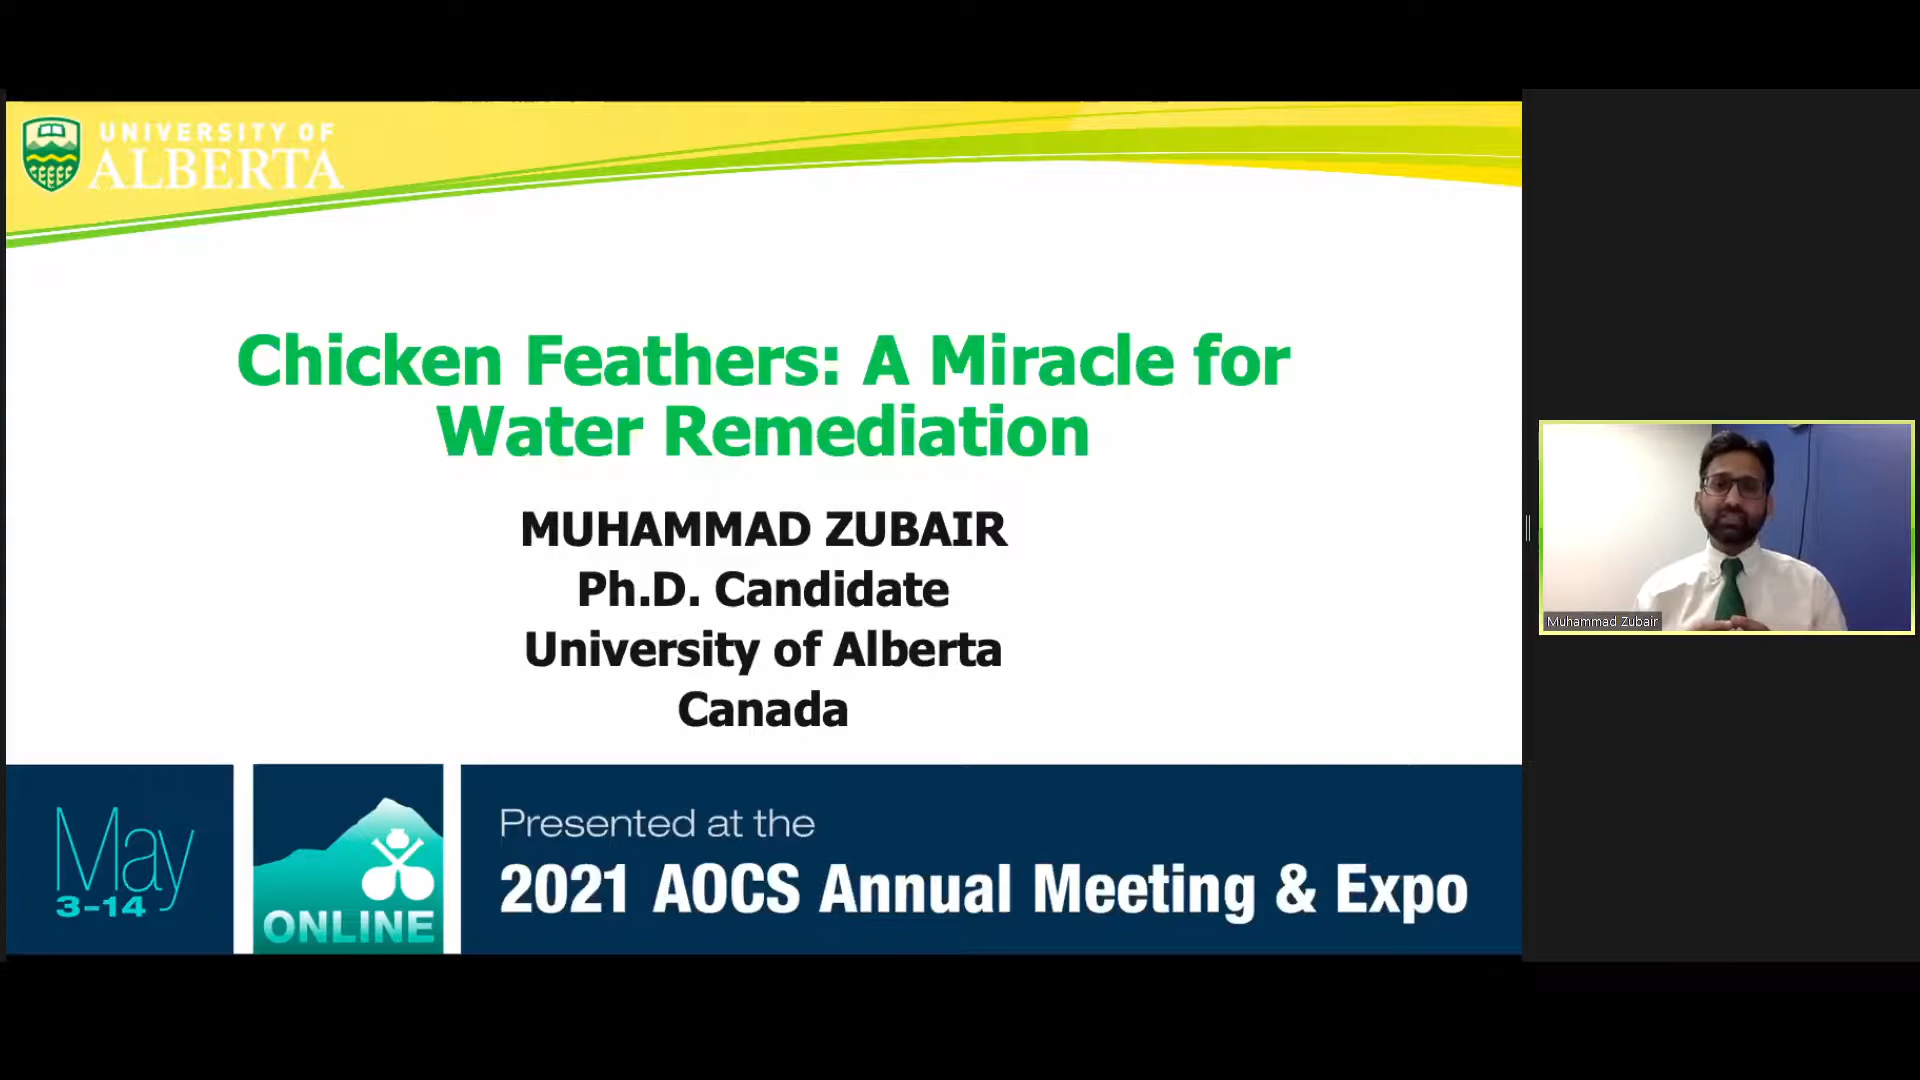 UNIVERSITY OF
ALBERTA
Chicken Feathers: A Miracle for
Water Remediation
MUHAMMAD ZUBAIR
Ph.D. Candidate
University of Alberta
Canada
Muhammad Zubair
May
3-14
ONLINE
Presented at the
2021 AOCS Annual Meeting & Expo